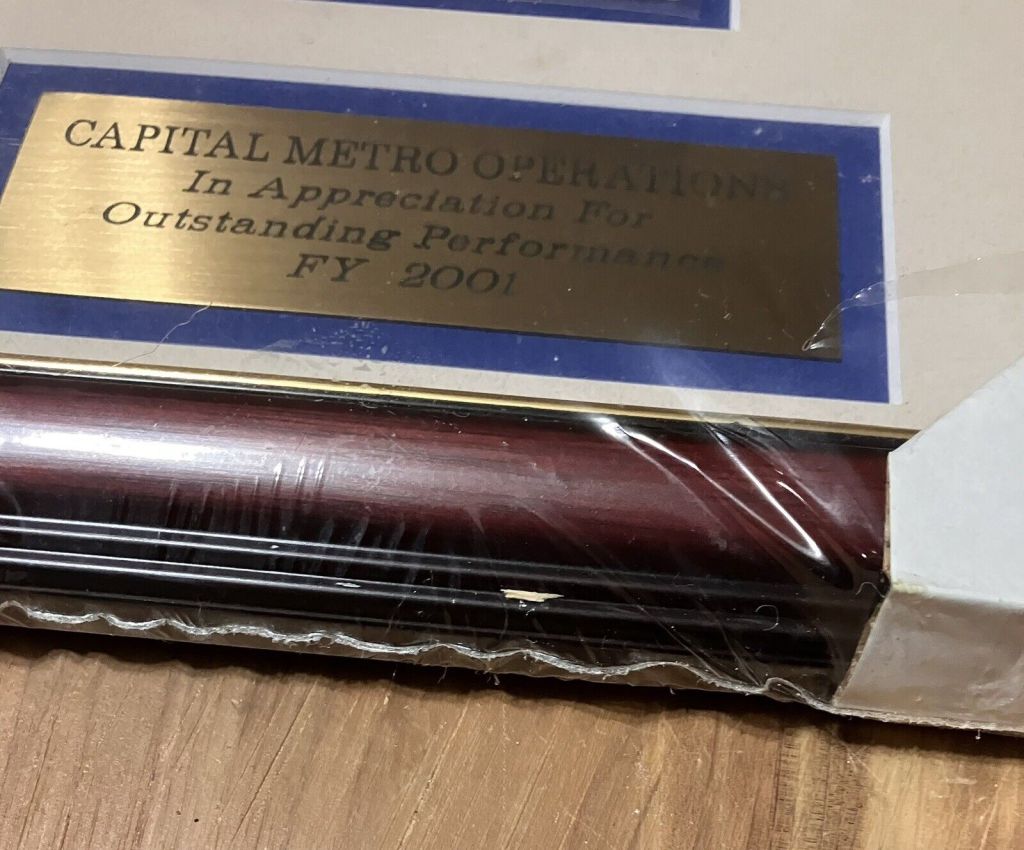 CAPITAL METRO OPERATIONS
In Appreciation For
Outstanding Performance
FY 2001